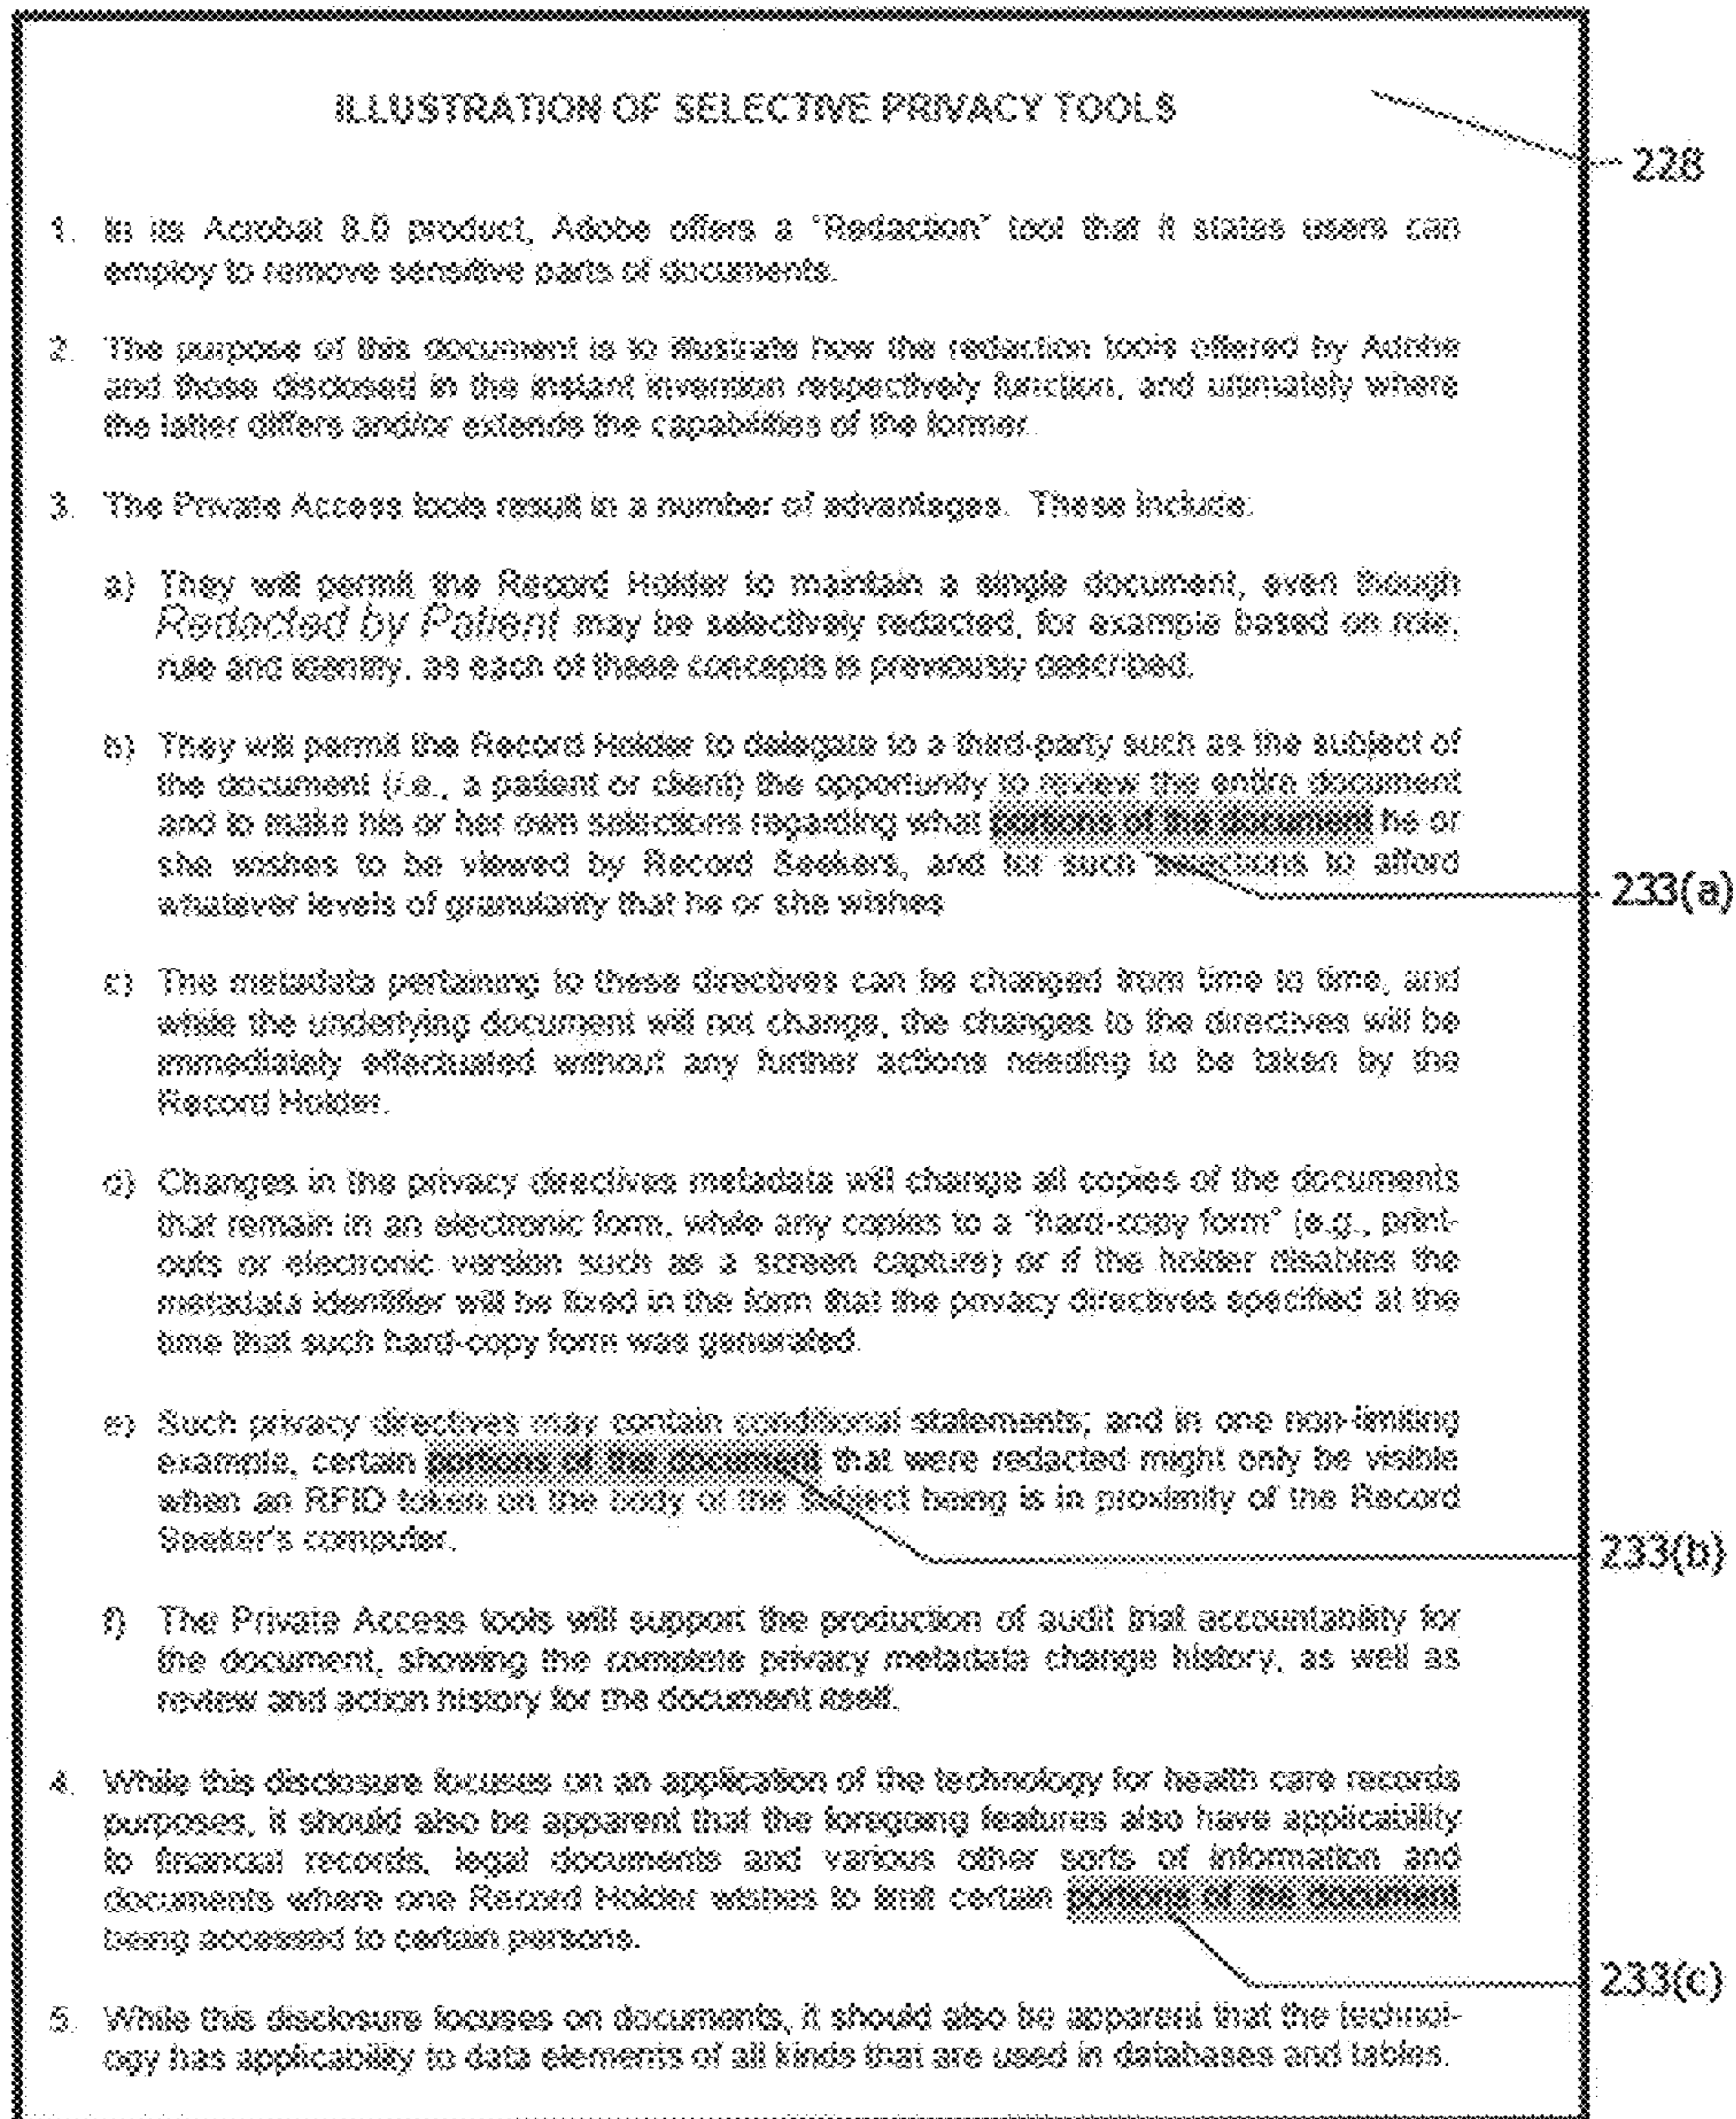 ILLUSTRATION OF SELECTIVE PRIVACY TOOLS
228
1. In its Acrobat 8.0 product, Adobe offers a "Redaction" tool that it states users can
employ to remove sensitive parts of documents.
2. The purpose of this document is to illustrate how the redaction tools offered by Adobe
and those disclosed in the instant invention respectively function, and ultimately where
the latter differs and/or extends the capabilities of the former.
3. The Private Access tools result in a number of advantages. These include:
a) They will permit the Record Holder to maintain a single document, even though
Redacted by Patient may be selectively redacted, for example based on role,
rule and identity, as each of these concepts is previously described.
b) They will permit the Record Holder to delegate to a third-party such as the subject of
the document (i.e., a patient or client) the opportunity to review the entire document
and to make his or her own selections regarding what portions of the document he or
she wishes to be viewed by Record Seekers, and for such selections to afford
whatever levels of granularity that he or she wishes
233(a)
c) The metadata pertaining to these directives can be changed from time to time, and
while the underlying document will not change, the changes to the directives will be
immediately effectuated without any further actions needing to be taken by the
Record Holder.
d) Changes in the privacy directives metadata will change all copies of the documents
that remain in an electronic form, while any copies to a "hard-copy form" (e.g., print-
outs or electronic version such as a screen capture) or if the holder disables the
metadata identifier will be fixed in the form that the privacy directives specified at the
time that such hard-copy form was generated.
e) Such privacy directives may contain conditional statements; and in one non-limiting
example, certain portions of the document that were redacted might only be visible
when an RFID token on the body of the subject being is in proximity of the Record
Seeker's computer.
233(b)
f) The Private Access tools will support the production of audit trial accountability for
the document, showing the complete privacy metadata change history, as well as
review and action history for the document itself.
4. While this disclosure focuses on an application of the technology for health care records
purposes, it should also be apparent that the foregoing features also have applicability
to financial records, legal documents and various other sorts of information and
documents where one Record Holder wishes to limit certain portions of the document
being accessed to certain persons.
233(c)
5. While this disclosure focuses on documents, it should also be apparent that the technol-
ogy has applicability to data elements of all kinds that are used in databases and tables.